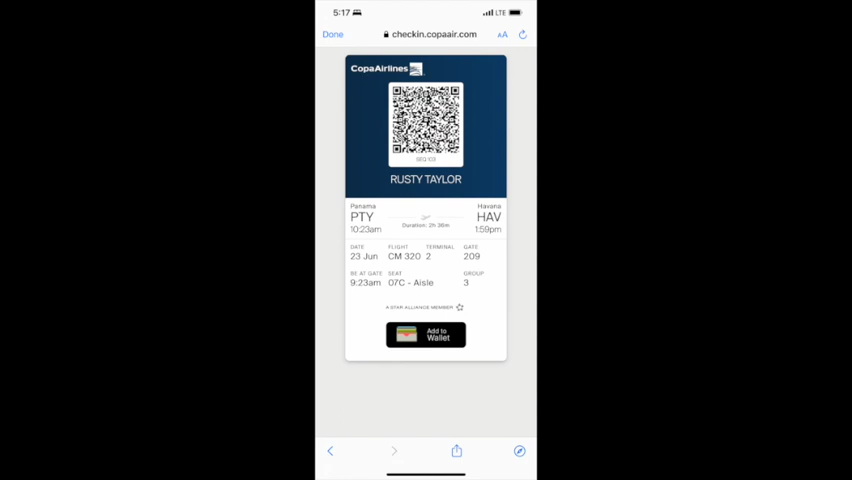 5:17
LTE
Done
checkin.copaair.com
AA
CopaAirlines
SEQ 103
RUSTY TAYLOR
Panama
Havana
PTY
HAV
10:23am
Duration: 2h 36m
1:59pm
DATE FLIGHT TERMINAL GATE
23 Jun CM 320 2 209
BE AT GATE SEAT GROUP
9:23am 07C - Aisle 3
A STAR ALLIANCE MEMBER
Add to
Wallet